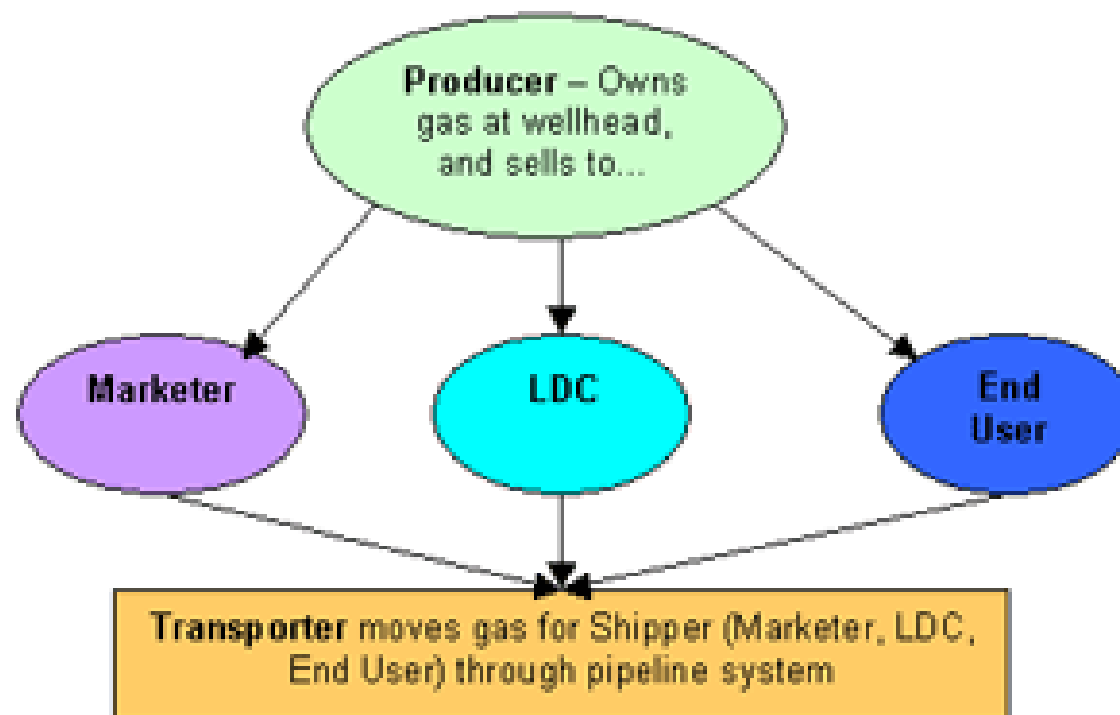 Producer – Owns
gas at wellhead,
and sells to...
Marketer
LDC
End
User
Transporter moves gas for Shipper (Marketer, LDC,
End User) through pipeline system